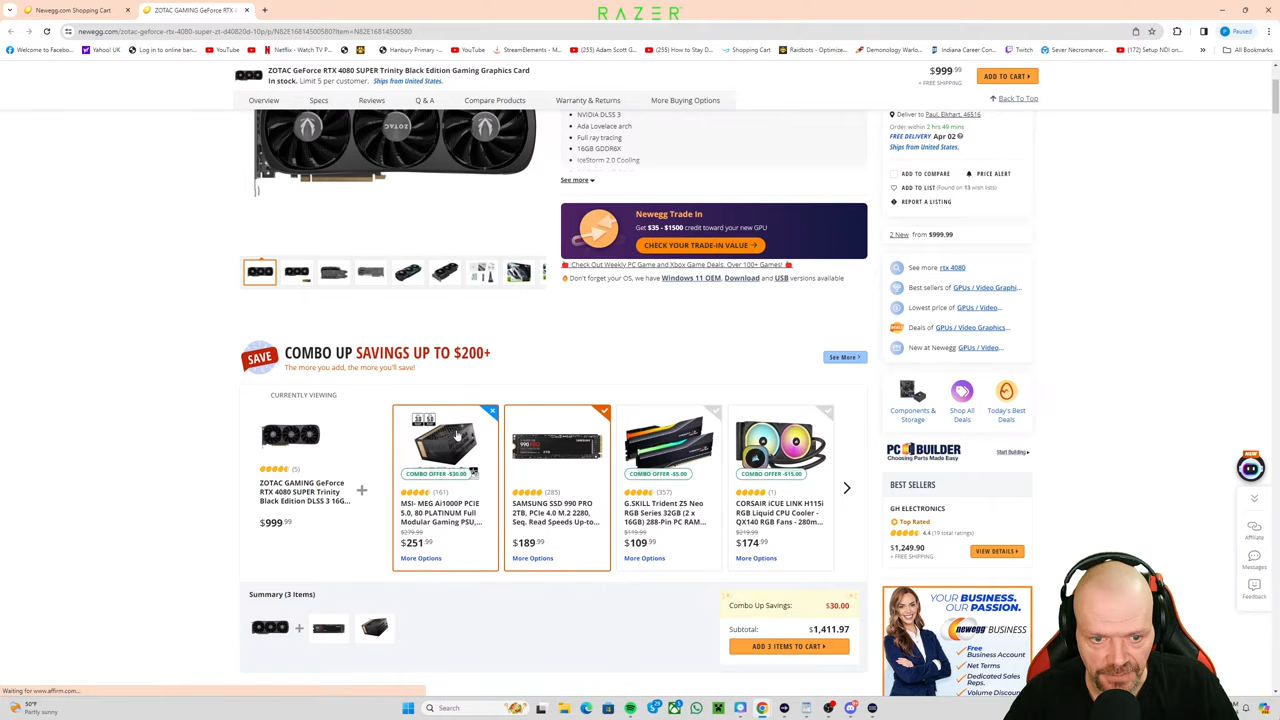 RAZER
Newegg.com Shopping Cart
ZOTAC GAMING GeForce RTX 4
newegg.com/zotac-geforce-rtx-4080-super-zt-d40820d-10p/p/N82E16814500580?Item=N82E16814500580
Paused
Welcome to Facebo...
Yahoo! UK
Log in to online ban...
YouTube
YouTube
Netflix - Watch TV P...
Hanbury Primary
YouTube
StreamElements -...
(255) Adam Scott G...
(255) How to Stay D...
Shopping Cart
Raidbots - Optimize...
Demonology Warlo...
Indiana Career Con...
Twitch
Sever Necromancer...
(172) Setup NDI on...
All Bookmarks
ZOTAC GeForce RTX 4080 SUPER Trinity Black Edition Gaming Graphics Card
In stock. Limit 5 per customer. Ships from United States.
$999.99
+ FREE SHIPPING
ADD TO CART
Overview
Specs
Reviews
Q & A
Compare Products
Warranty & Returns
More Buying Options
Back To Top
ZOTAC
NVIDIA DLSS 3
Ada Lovelace arch
Full ray tracing
16GB GDDR6X
IceStorm 2.0 Cooling
See more
Deliver to Paul, Elkhart, 46516
Order within 2 hrs 49 mins
FREE DELIVERY Apr 02
Ships from United States.
ADD TO COMPARE
PRICE ALERT
ADD TO LIST (Found on 13 wish lists)
REPORT A LISTING
Newegg Trade In
Get $35 - $1500 credit toward your new GPU
CHECK YOUR TRADE-IN VALUE
Check Out Weekly PC Game and Xbox Game Deals. Over 100+ Games!
Don't forget your OS, we have Windows 11 OEM, Download and USB versions available
2 New from $999.99
See more rtx 4080
Best sellers of GPUs / Video Graphi...
Lowest price of GPUs / Video...
Deals of GPUs / Video Graphics...
New at Newegg GPUs / Video...
SAVE
COMBO UP SAVINGS UP TO $200+
The more you add, the more you'll save!
See More
Components & Storage
Shop All Deals
Today's Best Deals
CURRENTLY VIEWING
(5)
ZOTAC GAMING GeForce
RTX 4080 SUPER Trinity
Black Edition DLSS 3 16G...
$999.99
COMBO OFFER -$30.00
(161)
MSI- MEG Ai1000P PCIE
5.0, 80 PLATINUM Full
Modular Gaming PSU,...
$279.99
$251.99
More Options
(285)
SAMSUNG SSD 990 PRO
2TB, PCIe 4.0 M.2 2280,
Seq. Read Speeds Up-to...
$189.99
More Options
COMBO OFFER -$5.00
(357)
G.SKILL Trident Z5 Neo
RGB Series 32GB (2 x
16GB) 288-Pin PC RAM...
$119.99
$109.99
More Options
COMBO OFFER -$15.00
(1)
CORSAIR iCUE LINK H115i
RGB Liquid CPU Cooler -
QX140 RGB Fans - 280m...
$219.99
$174.99
More Options
PC BUILDER
Choosing Parts Made Easy
Start Building
BEST SELLERS
GH ELECTRONICS
Top Rated
4.4 (19 total ratings)
$1,249.90
+ FREE SHIPPING
VIEW DETAILS
NEW
Affiliate
Messages
Feedback
Summary (3 Items)
Combo Up Savings: $30.00
Subtotal: $1,411.97
ADD 3 ITEMS TO CART
YOUR BUSINESS.
OUR PASSION.
newegg BUSINESS
Free
Business Account
Net Terms
Dedicated Sales
Reps.
Volume Discoun
Waiting for www.affirm.com...
50°F
Partly sunny
Search